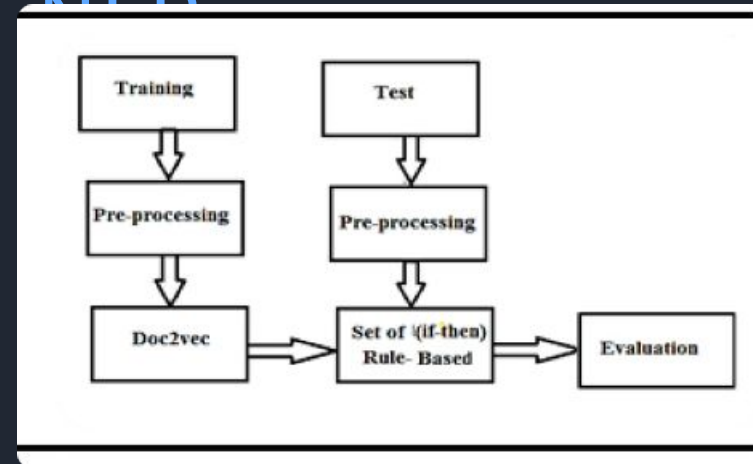 Training
Test
Pre-processing
Pre-processing
Doc2vec
Set of (if-then)
Rule- Based
Evaluation